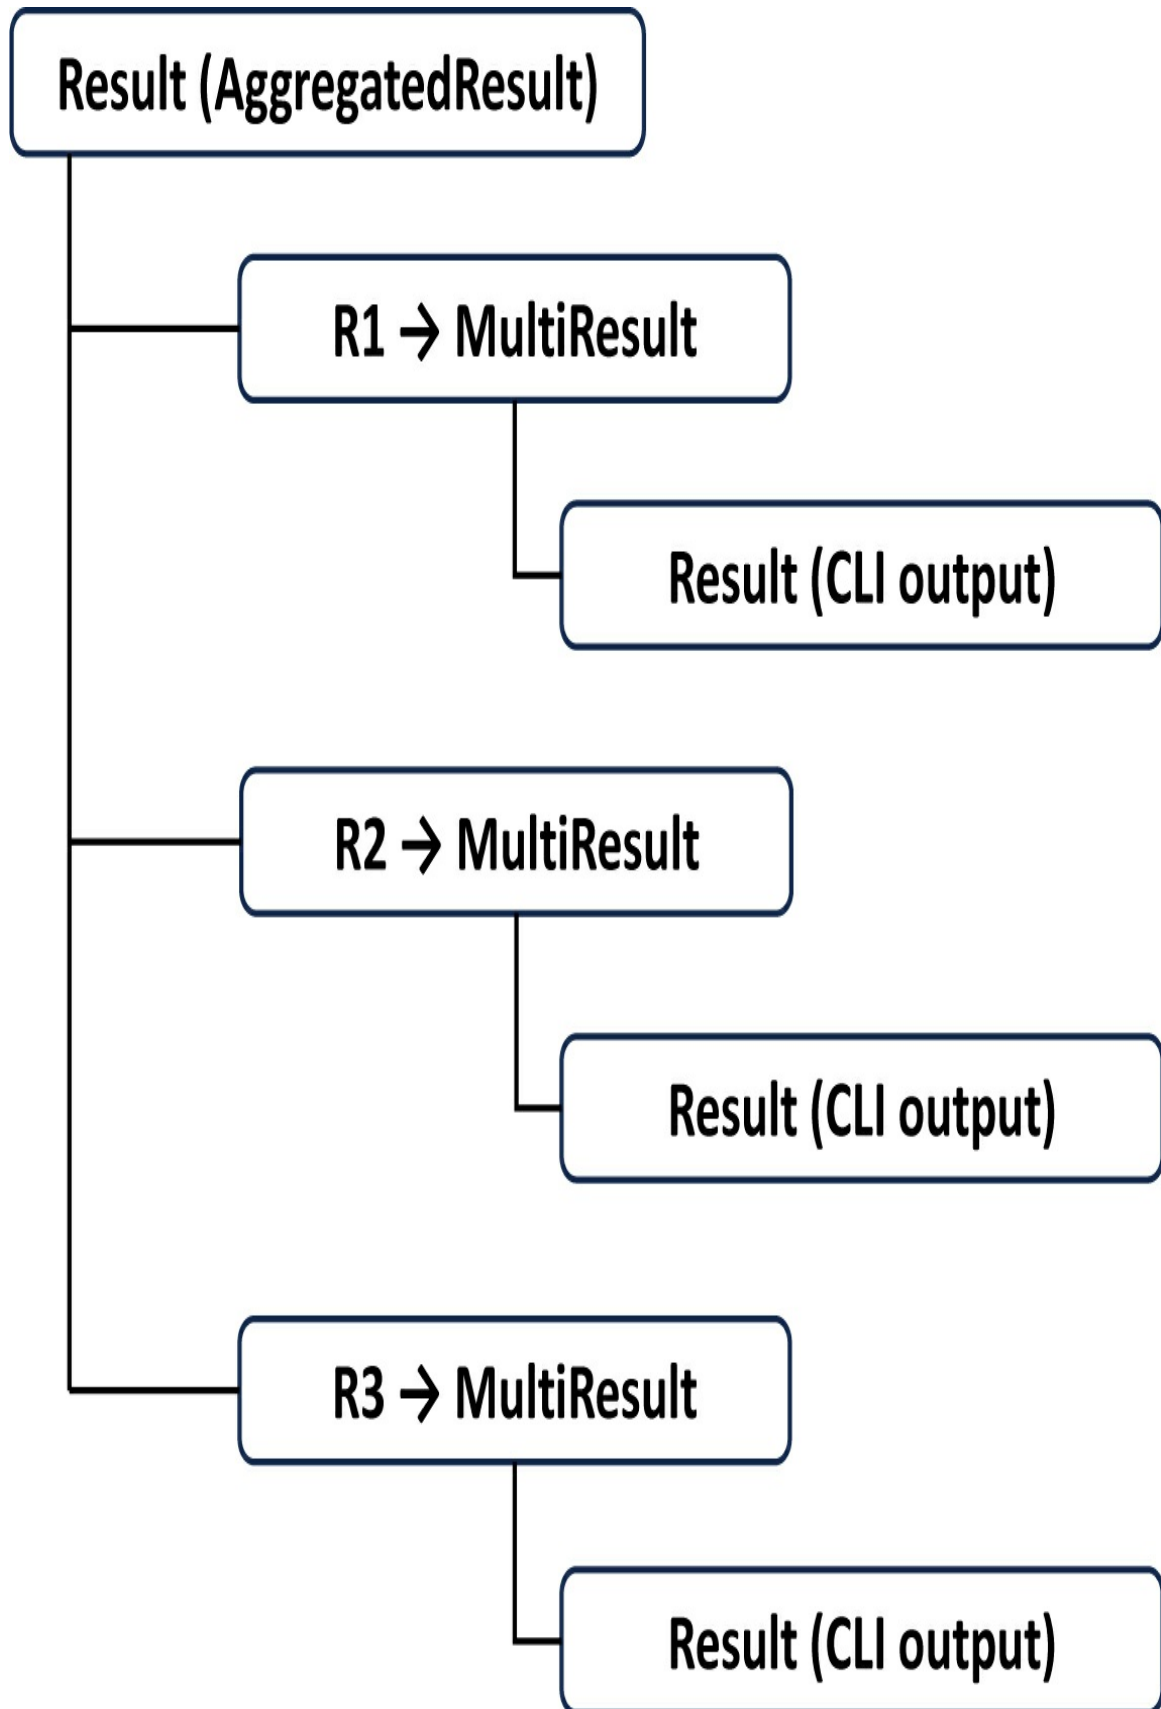 Result (AggregatedResult)
R1 → MultiResult
Result (CLI output)
R2 → MultiResult
Result (CLI output)
R3 → MultiResult
Result (CLI output)